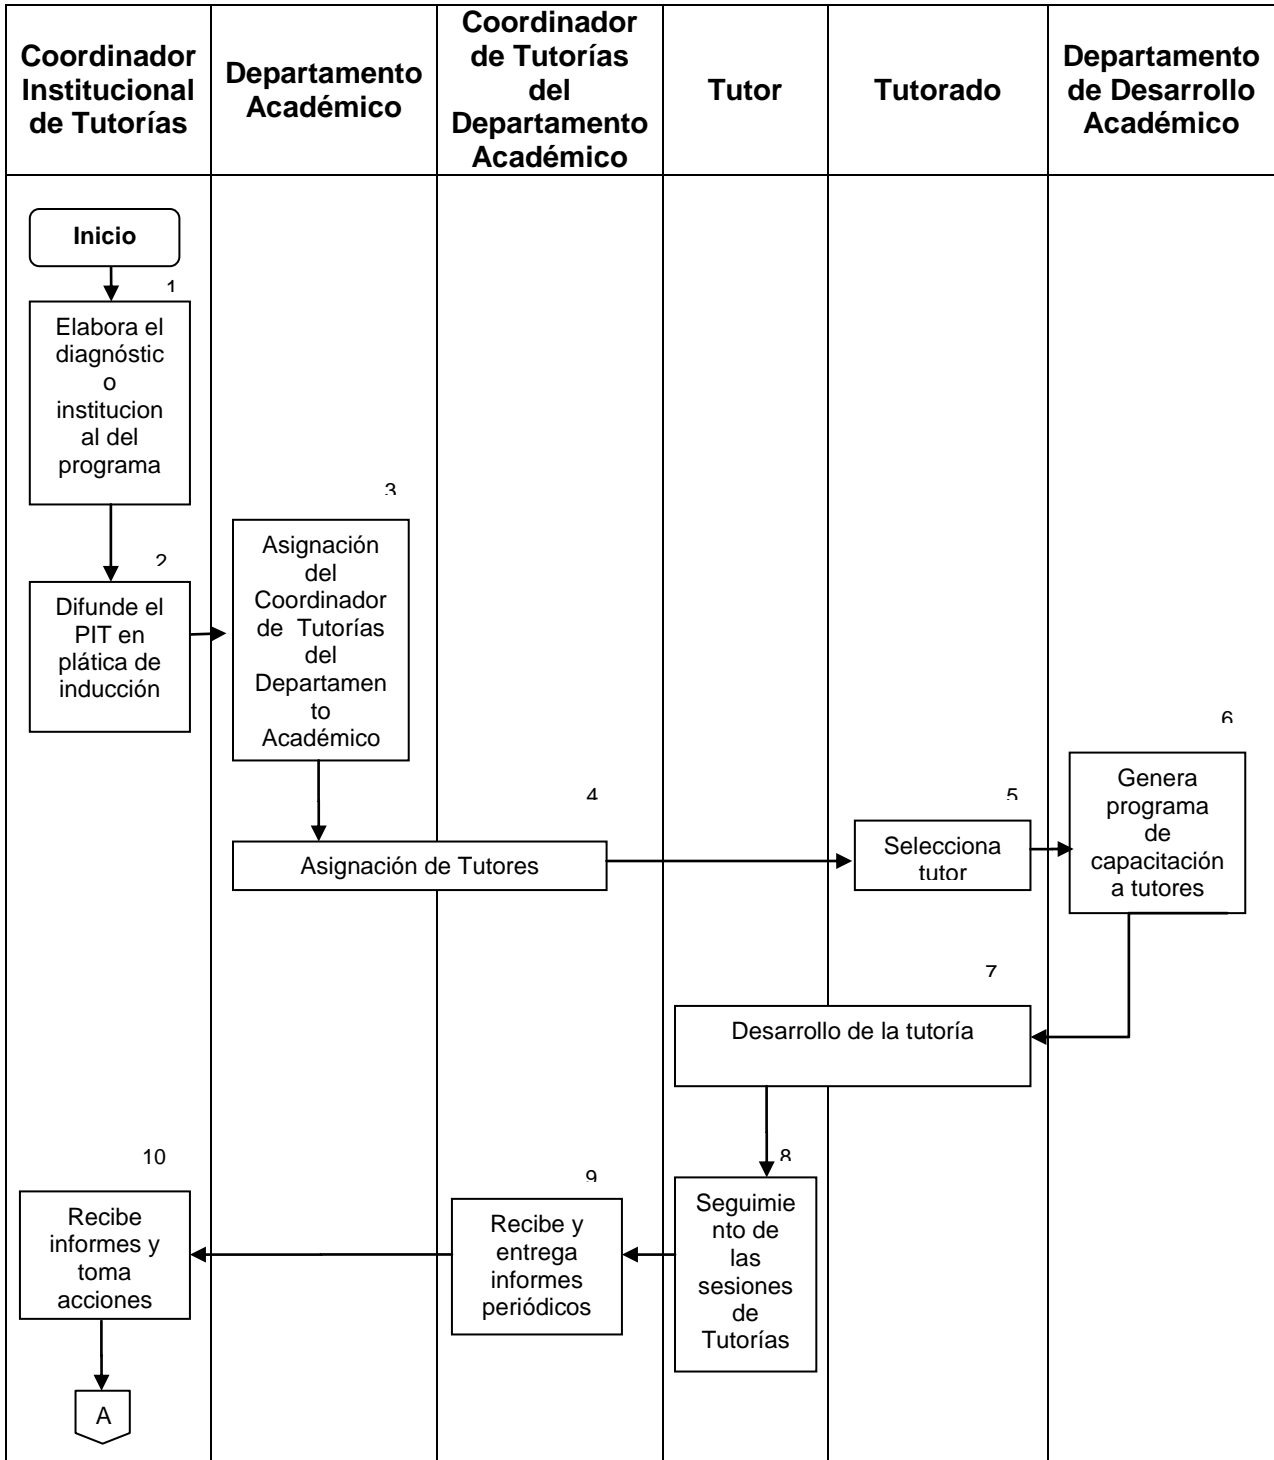 Coordinador
Institucional
de Tutorías
Departamento
Académico
Coordinador
de Tutorías
del
Departamento
Académico
Tutor
Tutorado
Departamento
de Desarrollo
Académico
Inicio
1
Elabora el
diagnóstic
o
institucion
al del
programa
2
Difunde el
PIT en
plática de
inducción
3
Asignación
del
Coordinador
de Tutorías
del
Departamen
to
Académico
4
Asignación de Tutores
5
Selecciona
tutor
6
Genera
programa
de
capacitación
a tutores
7
Desarrollo de la tutoría
8
Seguimie
nto de
las
sesiones
de
Tutorías
9
Recibe y
entrega
informes
periódicos
10
Recibe
informes y
toma
acciones
A